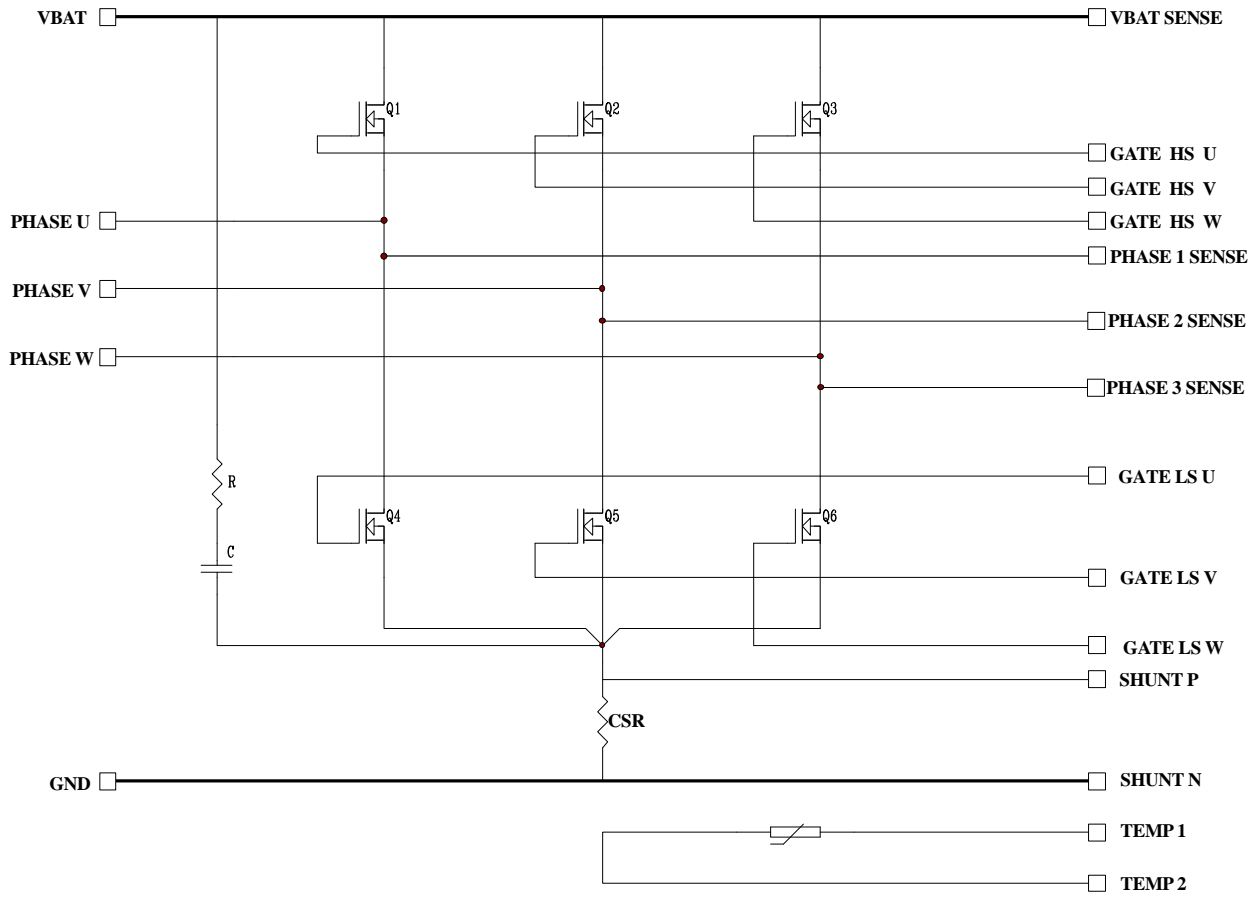 VBAT
VBAT SENSE
Q1
Q2
Q3
GATE HS U
GATE HS V
GATE HS W
PHASE U
PHASE 1 SENSE
PHASE V
PHASE 2 SENSE
PHASE W
PHASE 3 SENSE
R
GATE LS U
Q4
Q5
Q6
C
GATE LS V
GATE LS W
SHUNT P
CSR
GND
SHUNT N
TEMP 1
TEMP 2